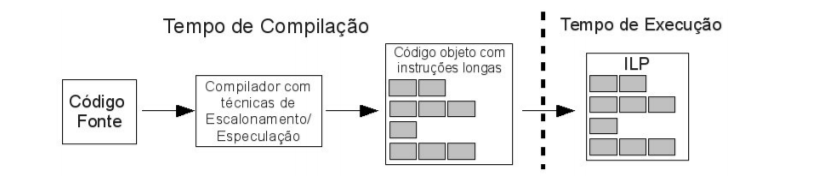 Tempo de Compilação
Tempo de Execução
Código
Fonte
Compilador com
técnicas de
Escalonamento/
Especulação
Código objeto com
instruções longas
ILP